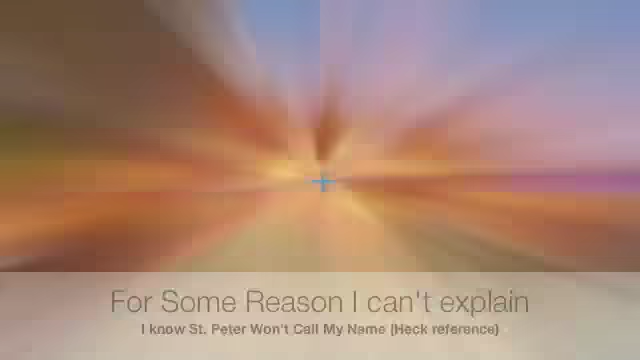 For Some Reason I can't explain
I know St. Peter Won't Call My Name (Heck reference)